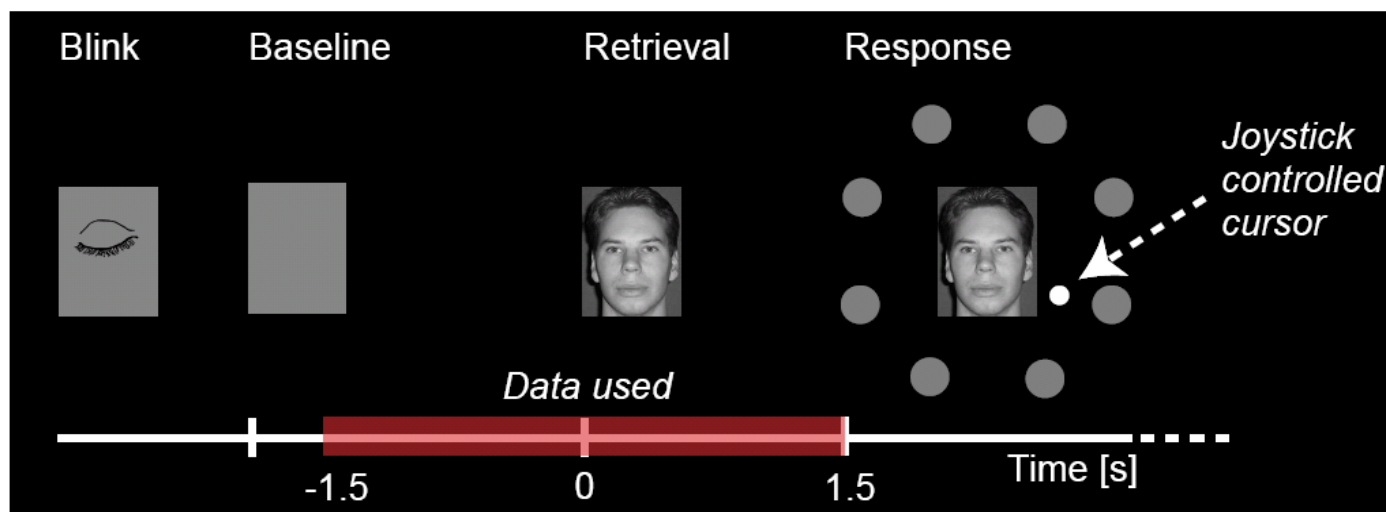 Blink
Baseline
Retrieval
Response
Joystick
controlled
cursor
Data used
-1.5
0
1.5
Time [s]